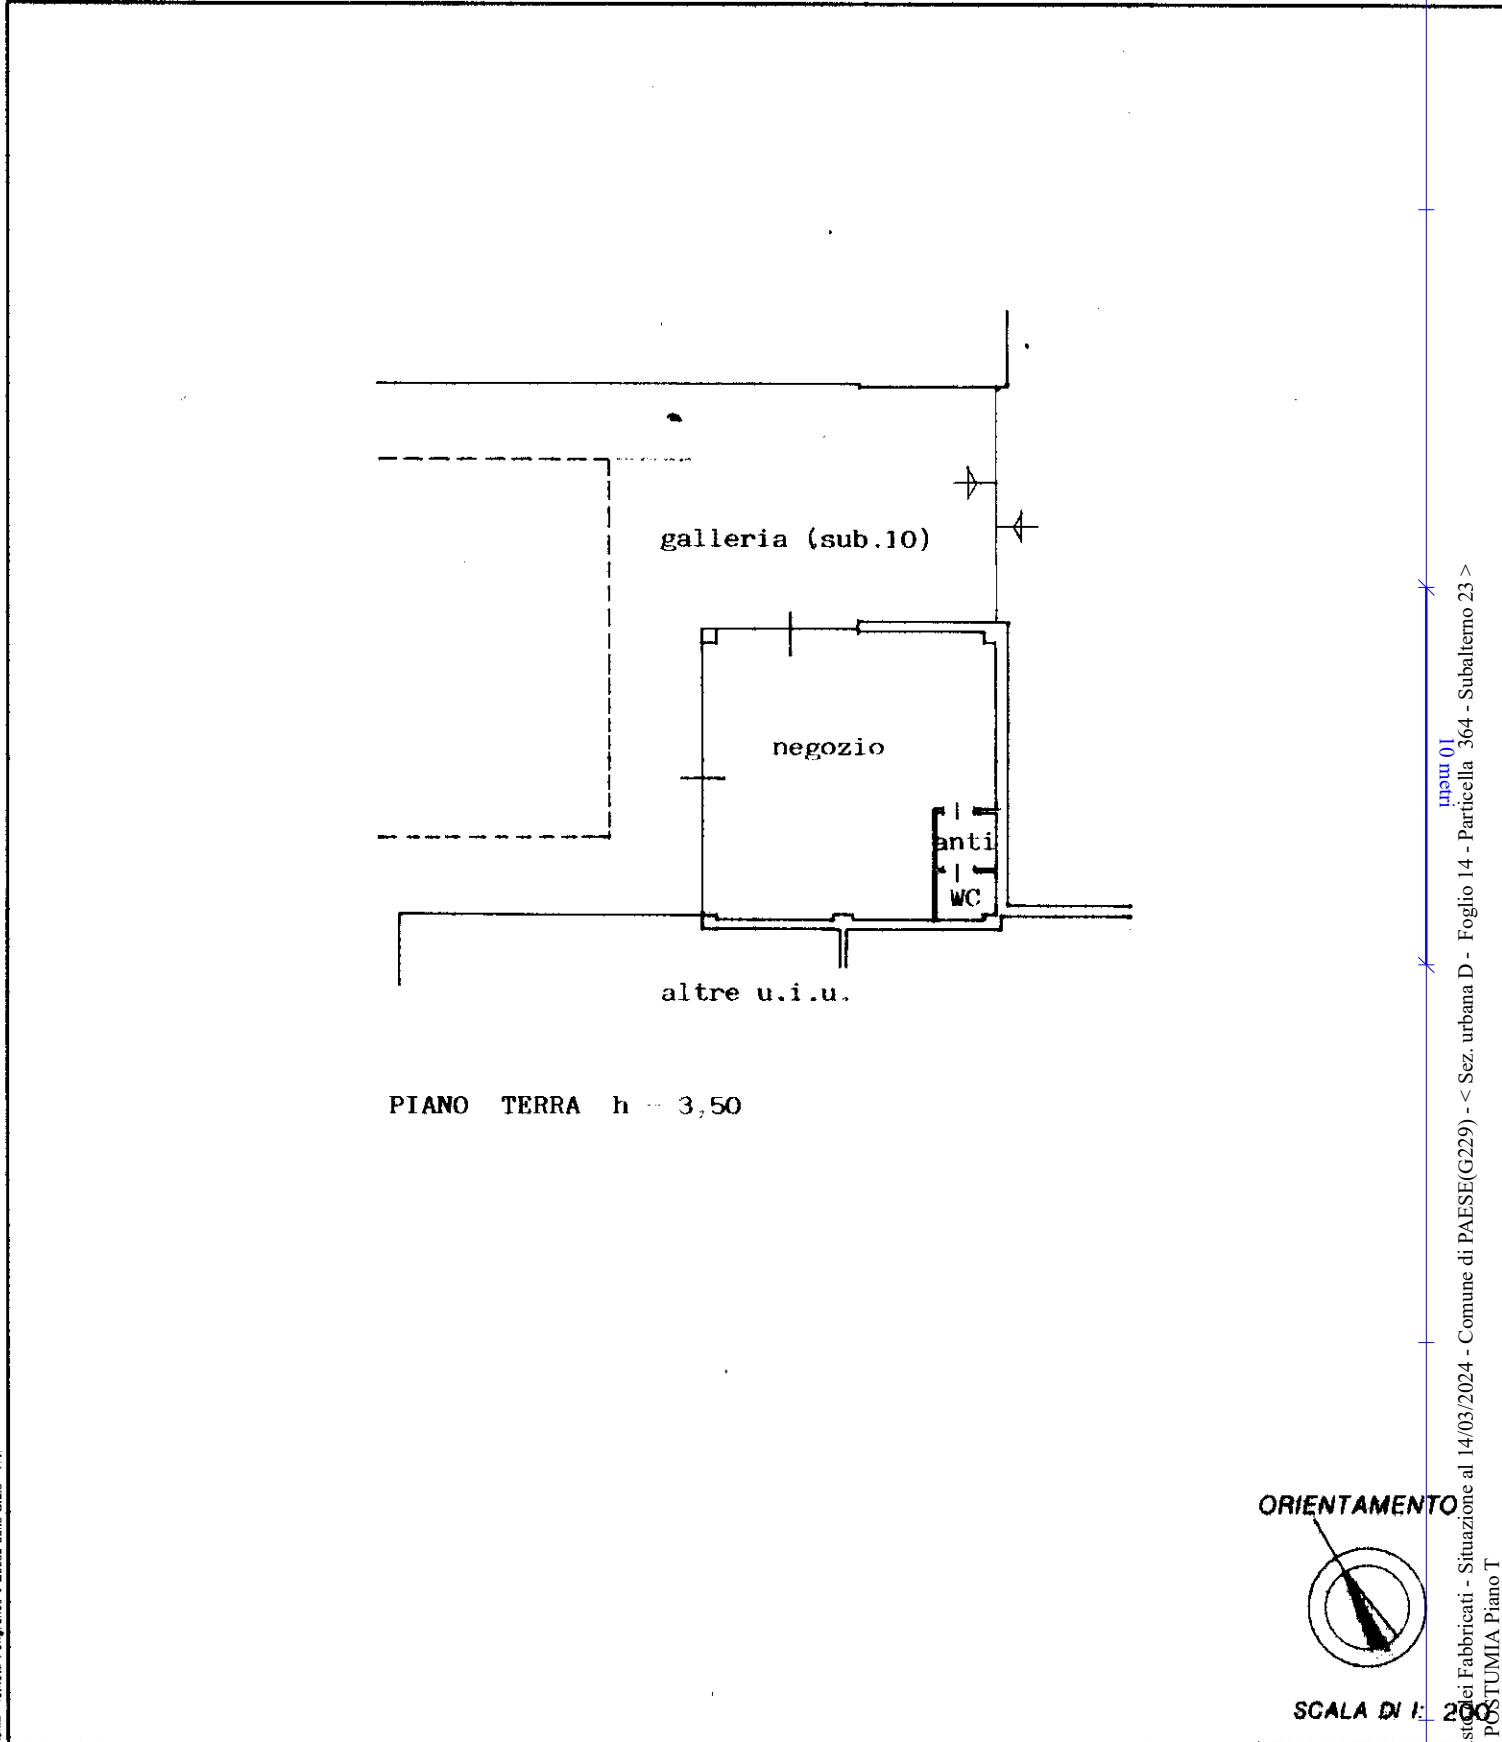 galleria (sub.10)
negozio
anti
WC
altre u.i.u.
PIANO TERRA h - 3,50
10 metri
Fabbricati - Situazione al 14/03/2024 - Comune di PAESE(G229) - < Sez. urbana D - Foglio 14 - Particella 364 - Subalterno 23 >
POSTUMIA Piano T
ORIENTAMENTO
SCALA DI 1: 200